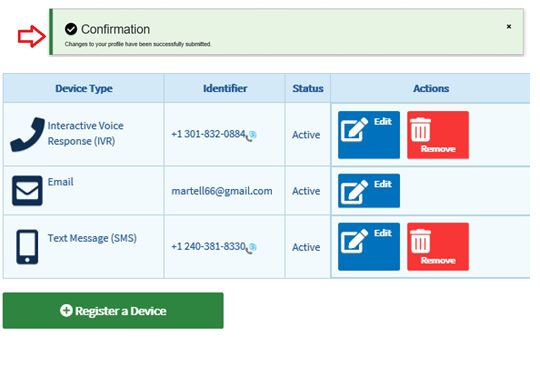 Confirmation
×
Changes to your profile have been successfully submitted.
Device Type Identifier Status Actions
Interactive Voice
Response (IVR)
+1 301-832-0884
Active
Edit
Remove
Email
martell66@gmail.com
Active
Edit
Text Message (SMS)
+1 240-381-8330
Active
Edit
Remove
Register a Device